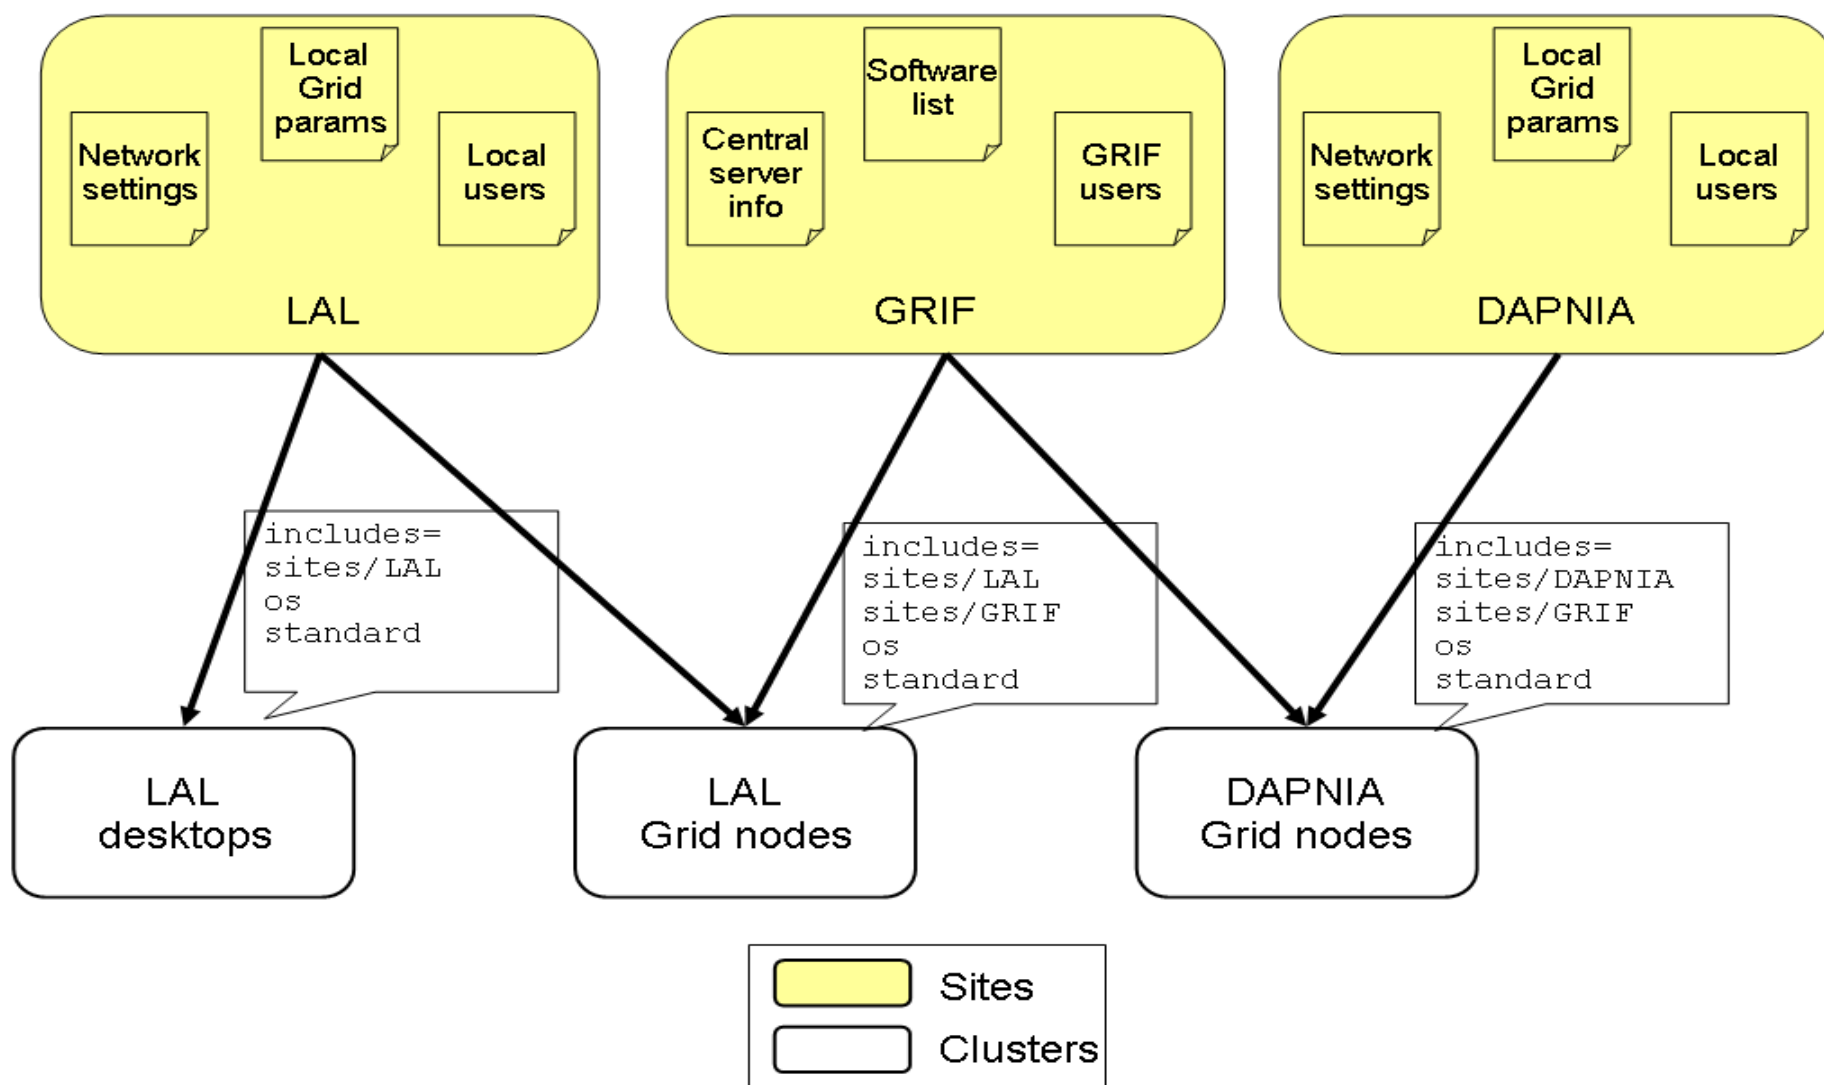 Local
Grid
params
Network
settings
Local
users
LAL
Software
list
Central
server
info
GRIF
users
GRIF
Local
Grid
params
Network
settings
Local
users
DAPNIA
includes=
sites/LAL
os
standard
includes=
sites/LAL
sites/GRIF
os
standard
includes=
sites/DAPNIA
sites/GRIF
os
standard
LAL
desktops
LAL
Grid nodes
DAPNIA
Grid nodes
Sites
Clusters